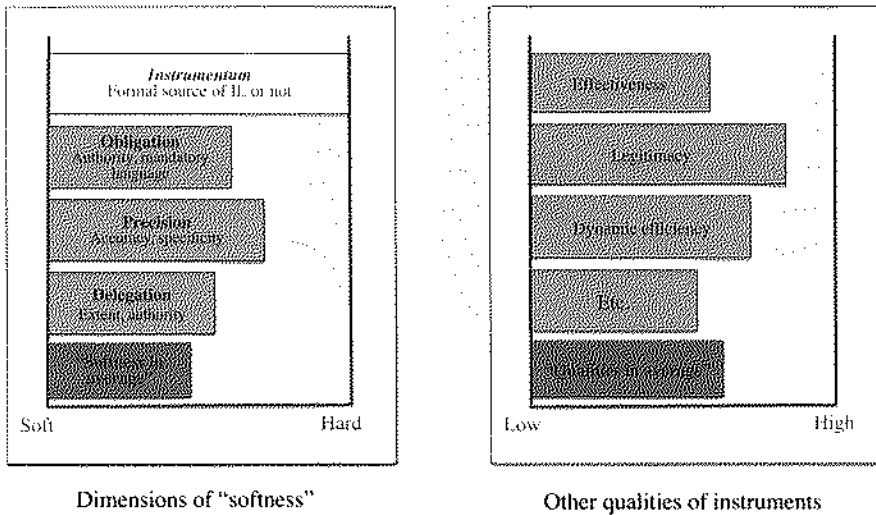 Instrumentum
Formal source of IL or not
Obligation
Authority, mandatory
language
Precision
Accuracy, specificity
Delegation
Extent, authority
"Softness in
average"
Soft
Hard
Dimensions of "softness"
Effectiveness
Legitimacy
Dynamic efficiency
Etc.
"Qualities in average"
Low
High
Other qualities of instruments